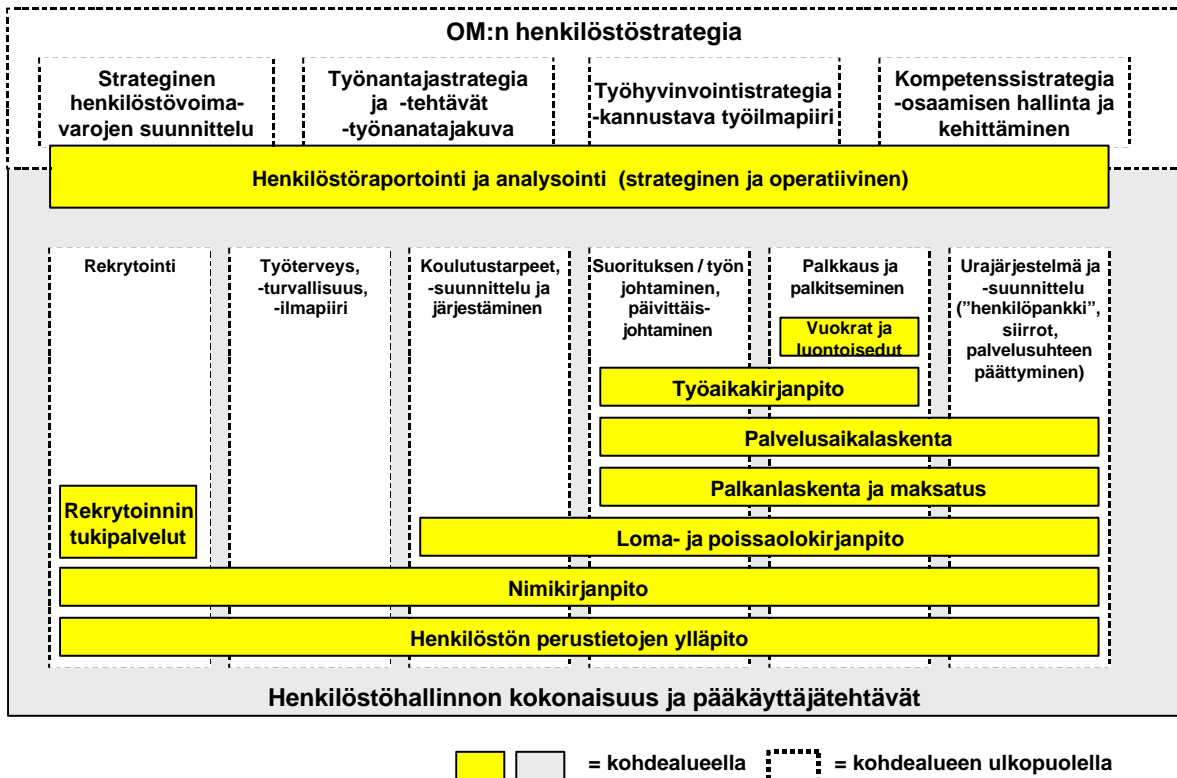 OM:n henkilöstöstrategia
Strateginen
henkilöstövoima-
varojen suunnittelu
Työnantajastrategia
ja -tehtävät
-työnanatajakuva
Työhyvinvointistrategia
-kannustava työilmapiiri
Kompetenssistrategia
-osaamisen hallinta ja
kehittäminen
Henkilöstöraportointi ja analysointi (strateginen ja operatiivinen)
Rekrytointi
Työterveys,
-turvallisuus,
-ilmapiiri
Koulutustarpeet,
-suunnittelu ja
järjestäminen
Suorituksen / työn
johtaminen,
päivittäis-
johtaminen
Palkkaus ja
palkitseminen
Urajärjestelmä ja
-suunnittelu
("henkilöpankki",
siirrot,
palvelusuhteen
päättyminen)
Vuokrat ja
luontoisedut
Työaikakirjanpito
Palvelusaikalaskenta
Palkanlaskenta ja maksatus
Rekrytoinnin
tukipalvelut
Loma- ja poissaolokirjanpito
Nimikirjanpito
Henkilöstön perustietojen ylläpito
Henkilöstöhallinnon kokonaisuus ja pääkäyttäjätehtävät
= kohdealueella
= kohdealueen ulkopuolella